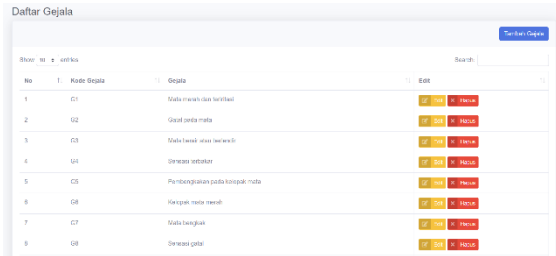 Daftar Gejala
Tambah Gejala
Show 10 entries
Search:
No Kode Gejala Gejala Edit
1 G1 Mata merah dan teriritasi Edit Hapus
2 G2 Gatal pada mata Edit Hapus
3 G3 Mata berair atau Edit Hapus
4 G4 Sensasi terbakar Edit Hapus
5 G5 Pembengkakan pada kelopak mata Edit Hapus
6 G6 Kelopak mata merah Edit Hapus
7 G7 Mata bengkak Edit Hapus
8 G8 Sensasi gatal Edit Hapus